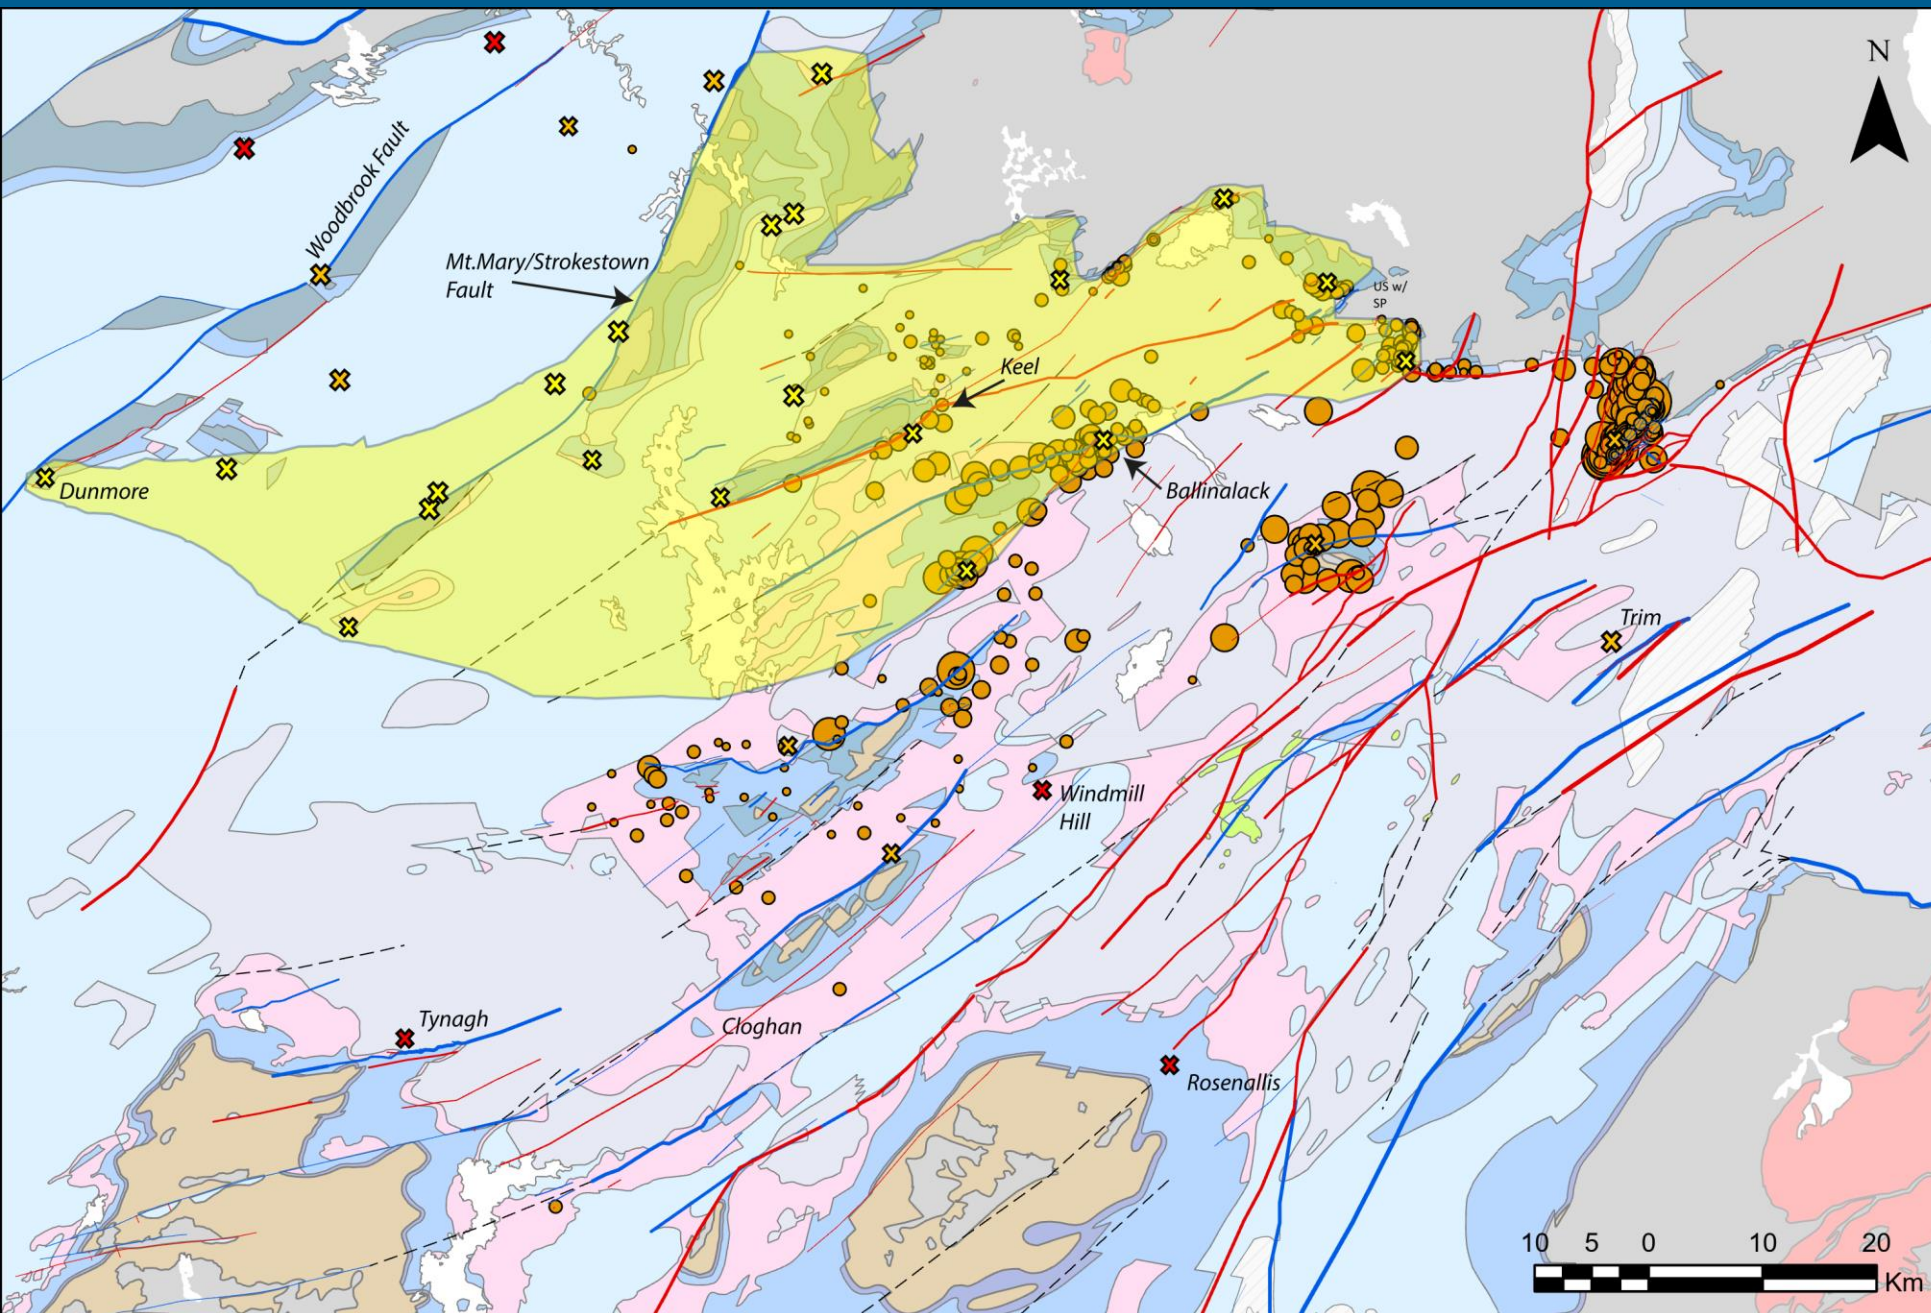 N
Woodbrook Fault
Mt.Mary/Strokestown
Fault
US w/
SP
Keel
Dunmore
Ballinalack
Trim
Windmill
Hill
Tynagh
Cloghan
Rosenallis
10 5 0 10 20
Km